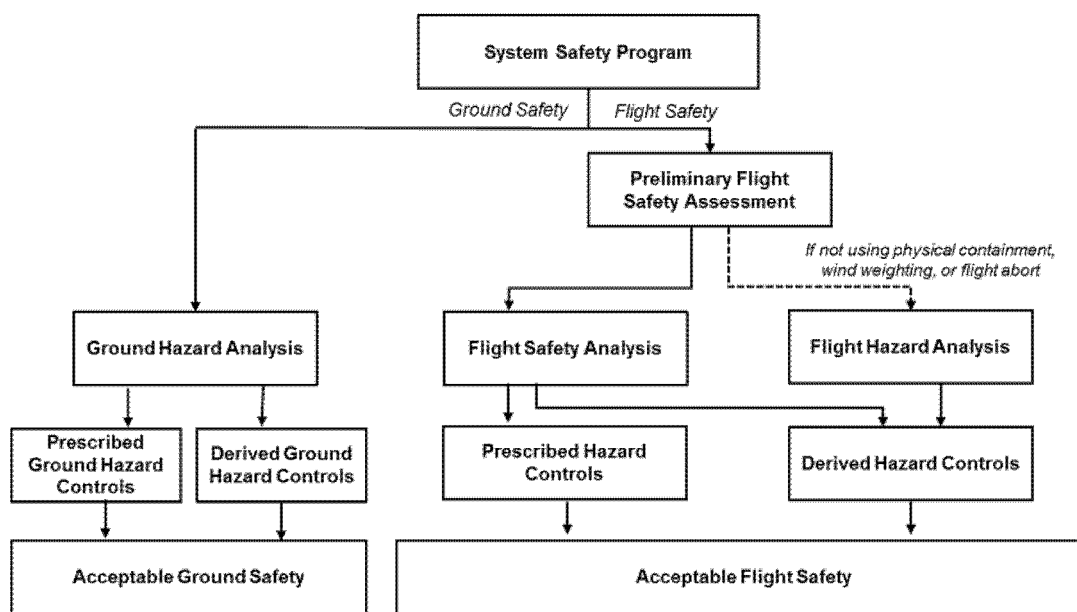 System Safety Program
Ground Safety
Flight Safety
Preliminary Flight
Safety Assessment
If not using physical containment,
wind weighting, or flight abort
Ground Hazard Analysis
Flight Safety Analysis
Flight Hazard Analysis
Prescribed
Ground Hazard
Controls
Derived Ground
Hazard Controls
Prescribed Hazard
Controls
Derived Hazard Controls
Acceptable Ground Safety
Acceptable Flight Safety